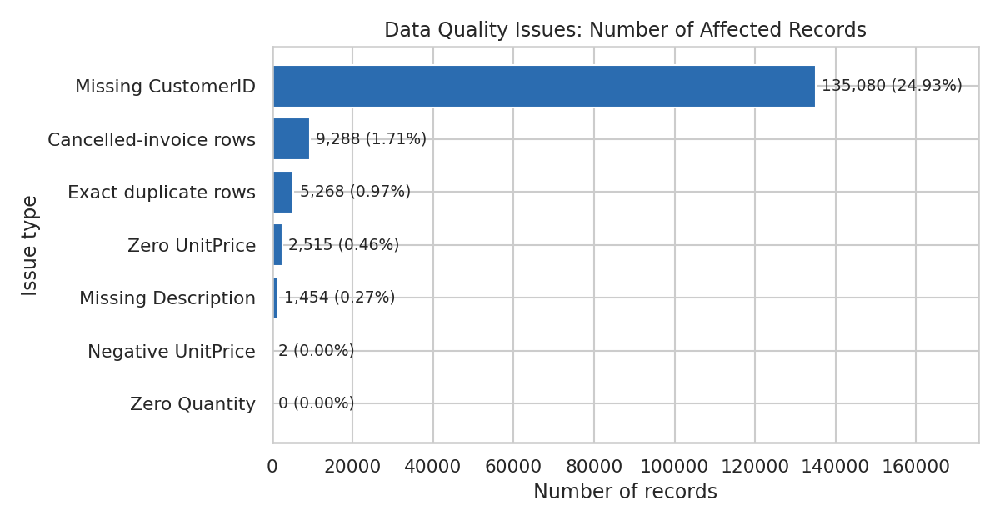 Data Quality Issues: Number of Affected Records
Issue type
Missing CustomerID 135,080 (24.93%)
Cancelled-invoice rows 9,288 (1.71%)
Exact duplicate rows 5,268 (0.97%)
Zero UnitPrice 2,515 (0.46%)
Missing Description 1,454 (0.27%)
Negative UnitPrice 2 (0.00%)
Zero Quantity 0 (0.00%)
0 20000 40000 60000 80000 100000 120000 140000 160000
Number of records